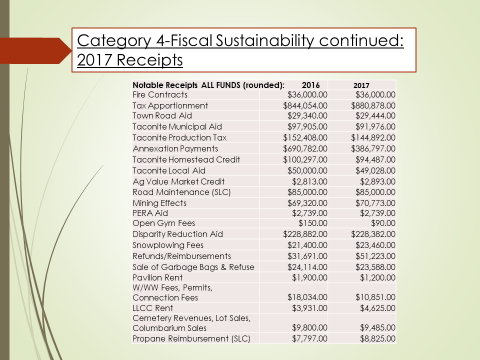 Category 4-Fiscal Sustainability continued:
2017 Receipts
Notable Receipts ALL FUNDS (rounded): 2016 2017
Fire Contracts $36,000.00 $36,000.00
Tax Apportionment $844,054.00 $880,878.00
Town Road Aid $29,340.00 $29,444.00
Taconite Municipal Aid $97,905.00 $91,976.00
Taconite Production Tax $152,408.00 $144,892.00
Annexation Payments $690,782.00 $386,797.00
Taconite Homestead Credit $100,297.00 $94,487.00
Taconite Local Aid $50,000.00 $49,028.00
Ag Value Market Credit $2,813.00 $2,893.00
Road Maintenance (SLC) $85,000.00 $85,000.00
Mining Effects $69,320.00 $70,773.00
PERA Aid $2,739.00 $2,739.00
Open Gym Fees $150.00 $90.00
Disparity Reduction Aid $228,882.00 $228,382.00
Snowplowing Fees $21,400.00 $23,460.00
Refunds/Reimbursements $31,691.00 $51,223.00
Sale of Garbage Bags & Refuse $24,114.00 $23,588.00
Pavilion Rent $1,900.00 $1,200.00
W/WW Fees, Permits,
Connection Fees $18,034.00 $10,851.00
LLCC Rent $3,931.00 $4,625.00
Cemetery Revenues, Lot Sales,
Columbarium Sales $9,800.00 $9,485.00
Propane Reimbursement (SLC) $7,797.00 $8,825.00